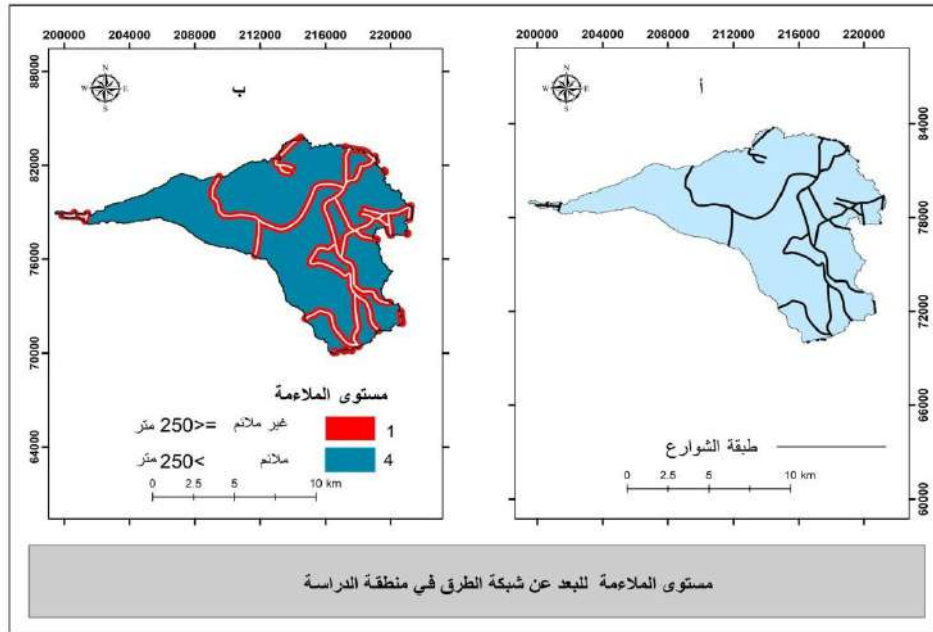 200000 204000 208000 212000 216000 220000
200000 204000 208000 212000 216000 220000
أ
ب
N
W E
S
N
W E
S
88000
82000
76000
70000
64000
84000
78000
72000
66000
60000
مستوى الملاءمة
1 غير ملائم =>250 متر
4 ملائم <250 متر
0 2.5 5 10 km
طبقة الشوارع
0 2.5 5 10 km
مستوى الملاءمة للبعد عن شبكة الطرق في منطقة الدراسة